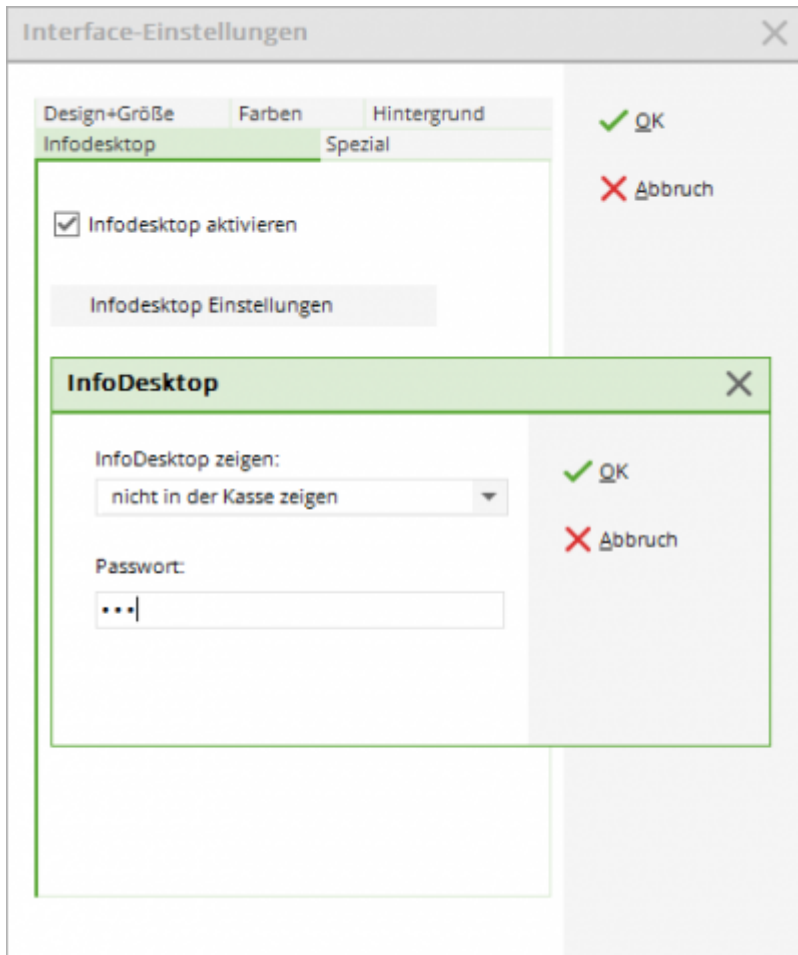 Interface-Einstellungen
Design+Größe Farben Hintergrund
Infodesktop Spezial
OK
Abbruch
Infodesktop aktivieren
Infodesktop Einstellungen
InfoDesktop
InfoDesktop zeigen:
nicht in der Kasse zeigen
Passwort:
•••
OK
Abbruch